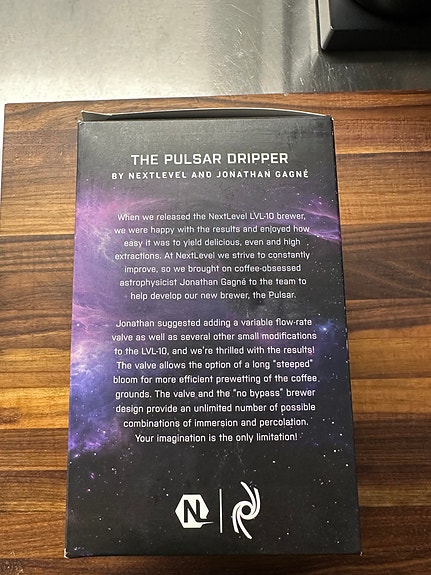 THE PULSAR DRIPPER
BY NEXTLEVEL AND JONATHAN GAGNÉ
When we released the NextLevel LVL-10 brewer,
we were happy with the results and enjoyed how
easy it was to yield delicious, even and high
extractions. At NextLevel we strive to constantly
improve, so we brought on coffee-obsessed
astrophysicist Jonathan Gagné to the team to
help develop our new brewer, the Pulsar.
Jonathan suggested adding a variable flow-rate
valve as well as several other small modifications
to the LVL-10, and we're thrilled with the results!
The valve allows the option of a long "steeped"
bloom for more efficient prewetting of the coffee
grounds. The valve and the "no bypass" brewer
design provide an unlimited number of possible
combinations of immersion and percolation.
Your imagination is the only limitation!
N